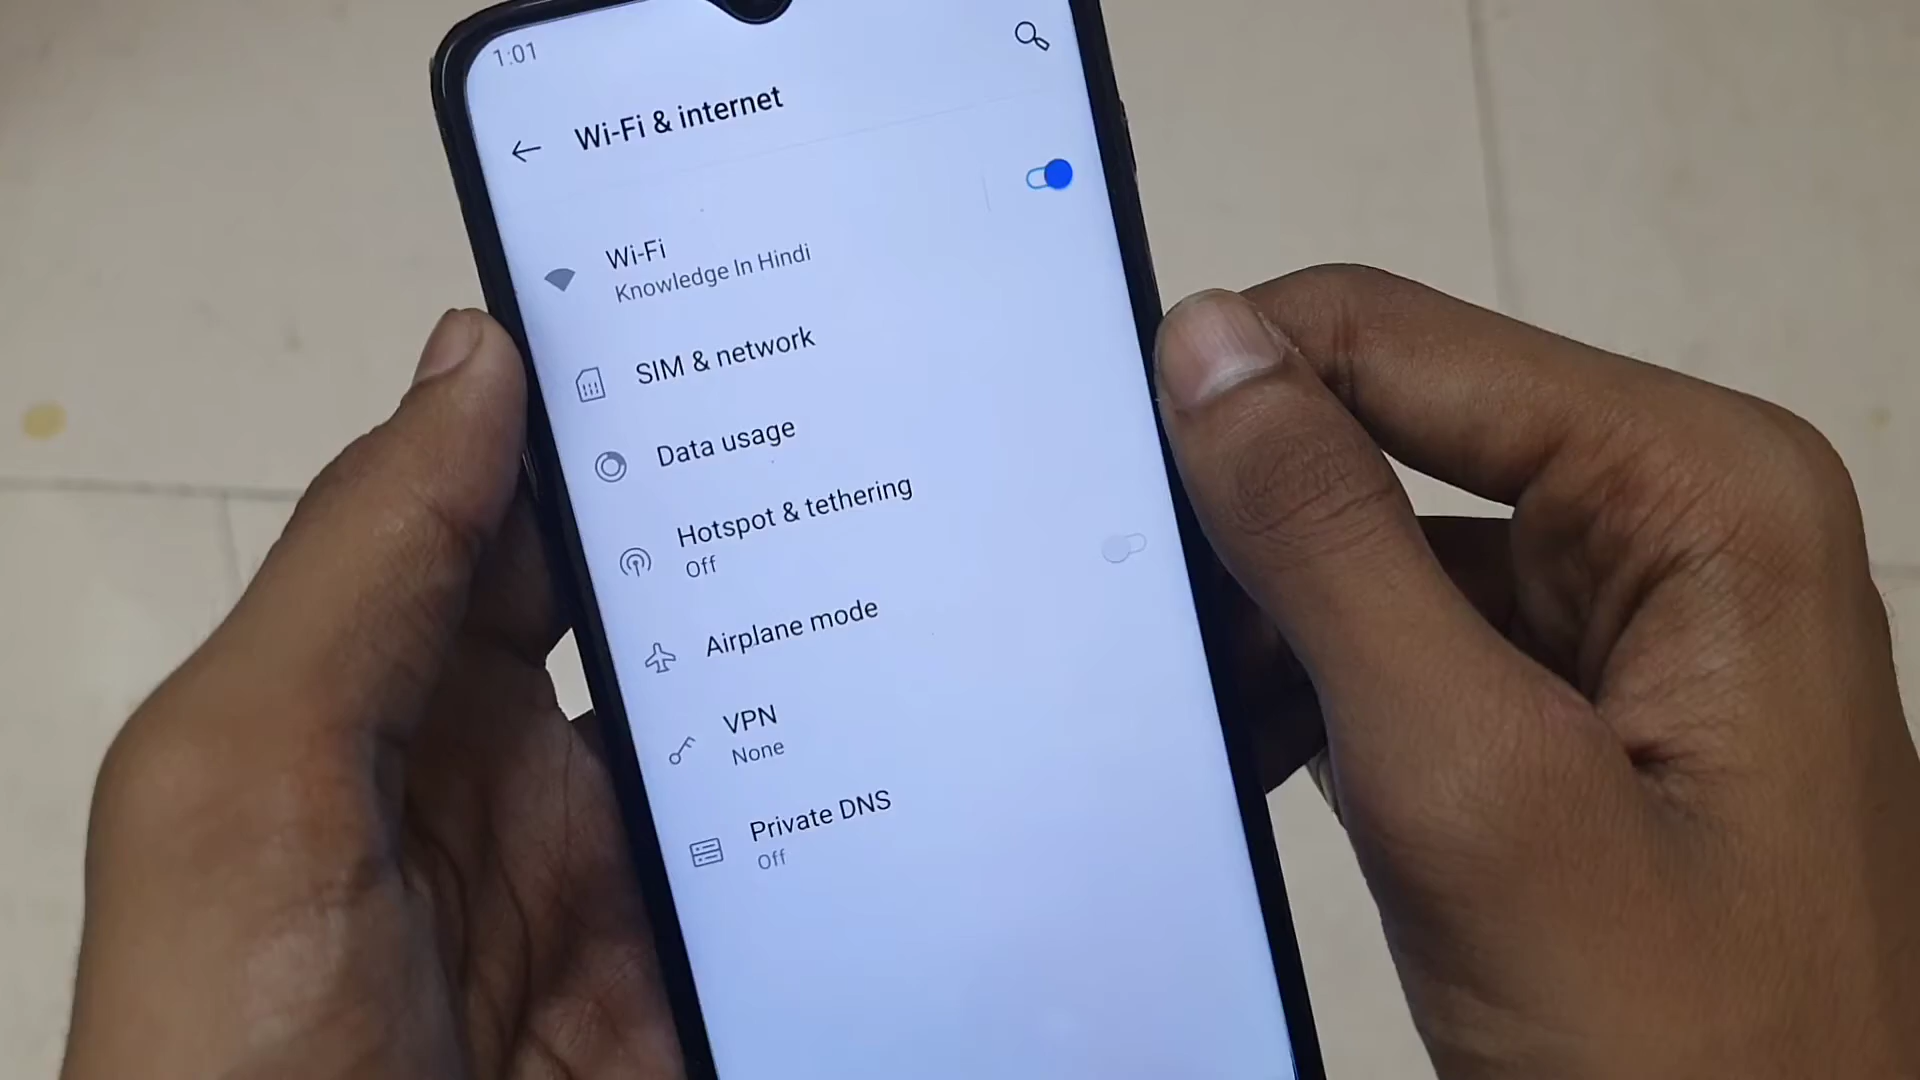 1:01
Wi-Fi & internet
Wi-Fi
Knowledge In Hindi
SIM & network
Data usage
Hotspot & tethering
Off
Airplane mode
VPN
None
Private DNS
Off